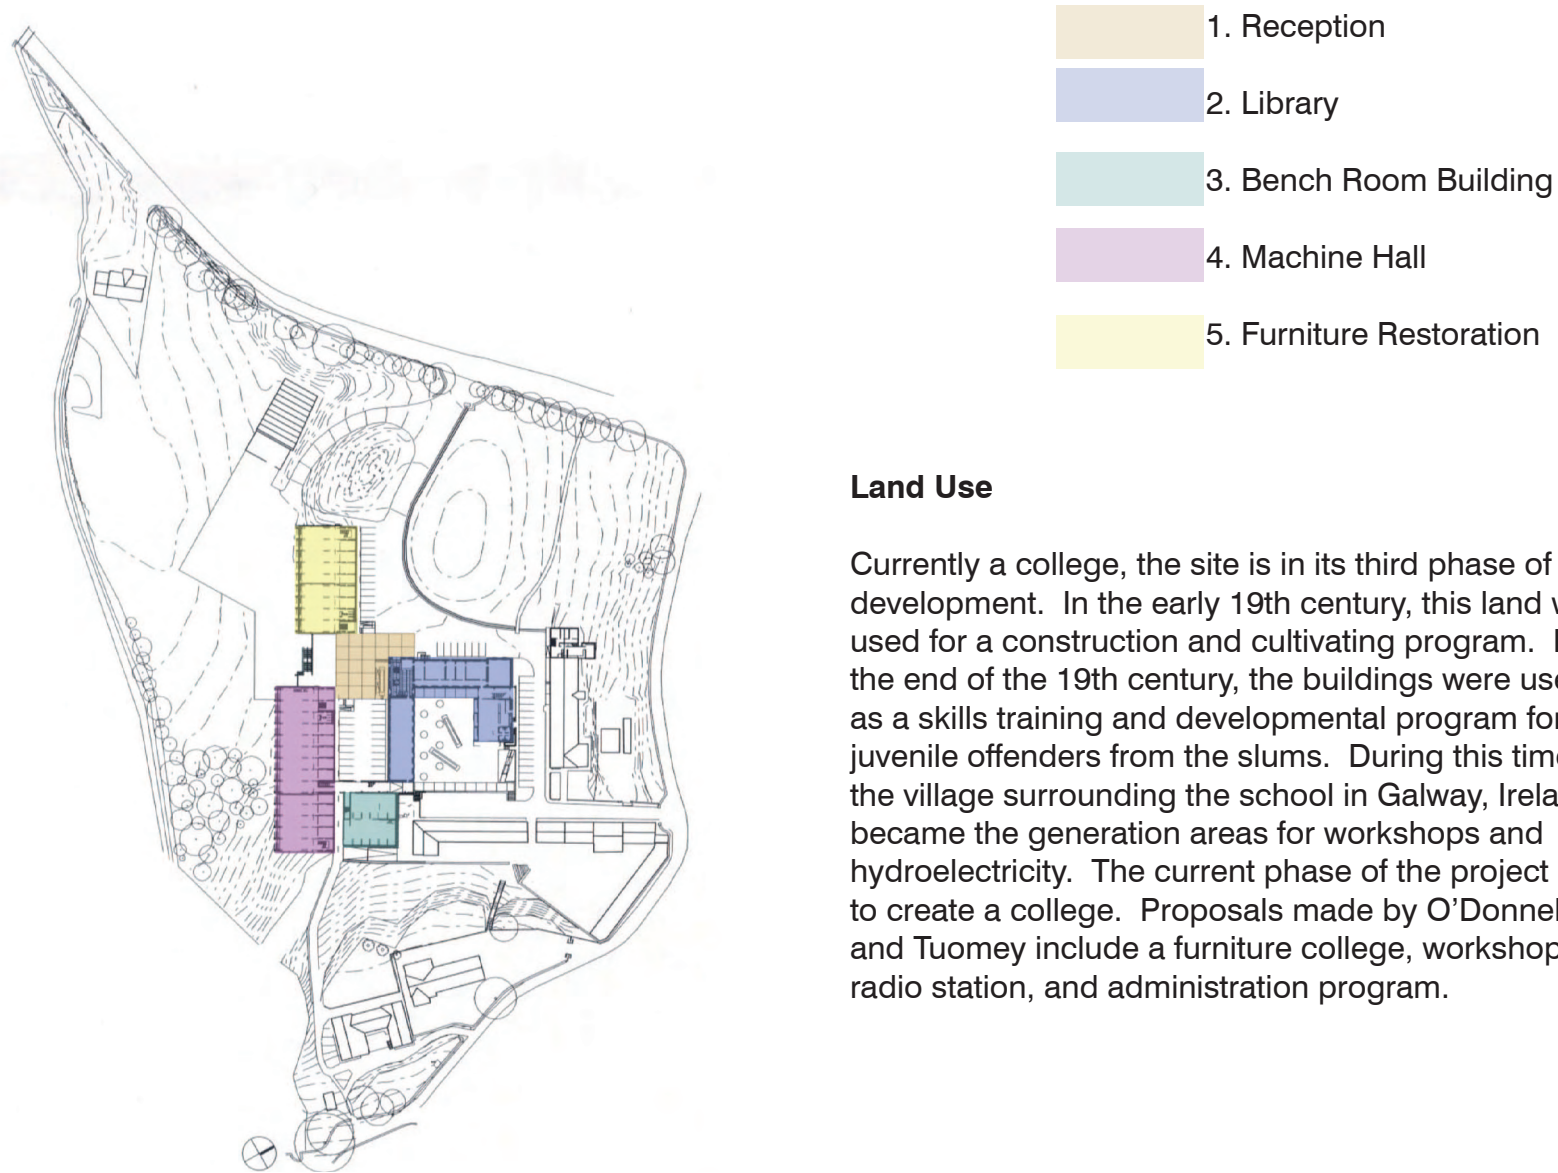 1. Reception
2. Library
3. Bench Room Building
4. Machine Hall
5. Furniture Restoration
Land Use
Currently a college, the site is in its third phase of
development.  In the early 19th century, this land
used for a construction and cultivating program.
the end of the 19th century, the buildings were
as a skills training and developmental program for
juvenile offenders from the slums.  During this
the village surrounding the school in Galway,
became the generation areas for workshops and
hydroelectricity.  The current phase of the project
to create a college.  Proposals made by
and Tuomey include a furniture college,
radio station, and administration program.